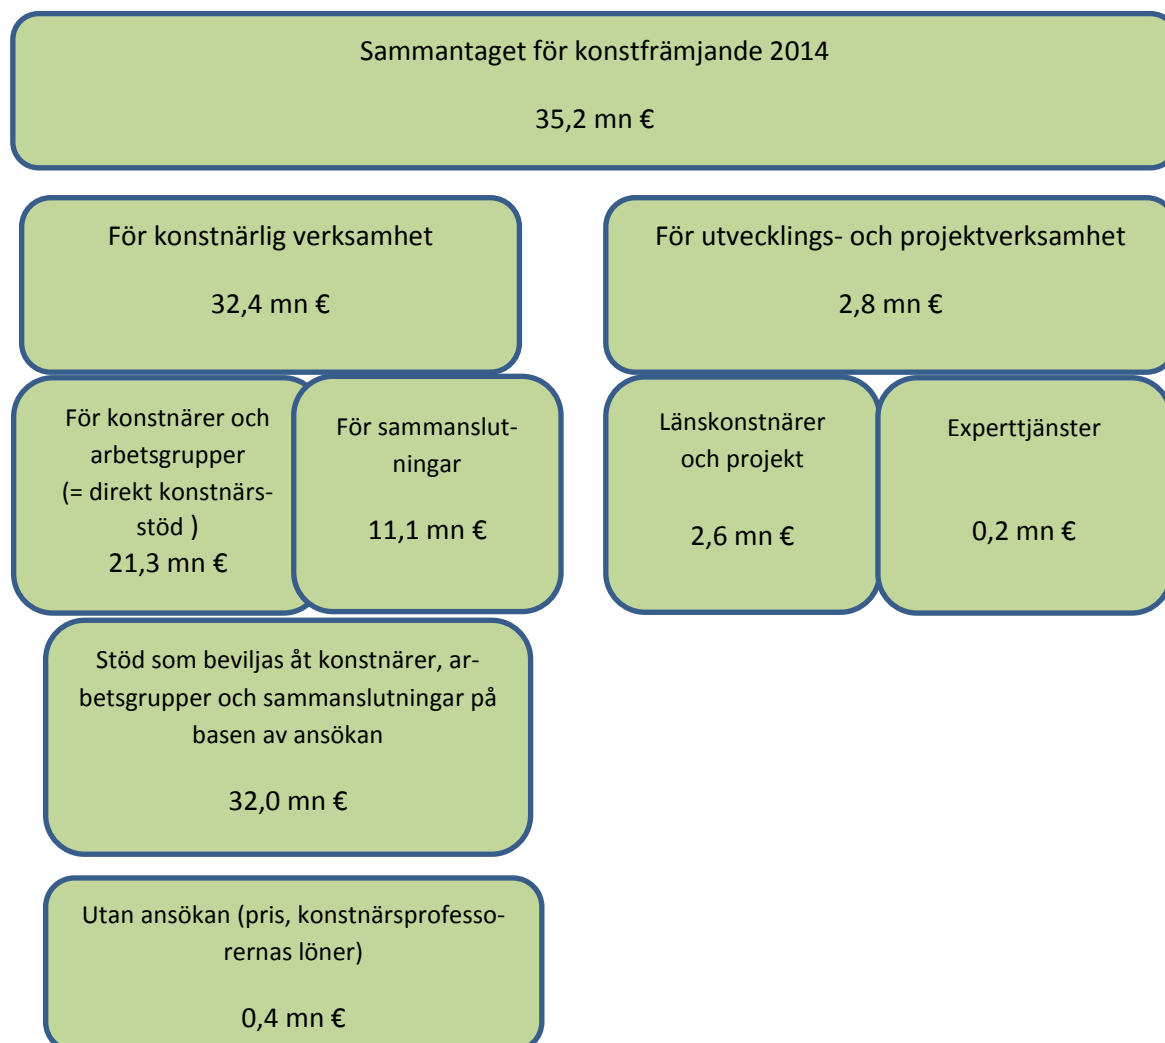 Sammantaget för konstfrämjande 2014
35,2 mn €
För konstnärlig verksamhet
32,4 mn €
För utvecklings- och projektverksamhet
2,8 mn €
För konstnärer och
arbetsgrupper
(= direkt konstnärs-
stöd )
21,3 mn €
För sammanslut-
ningar
11,1 mn €
Länskonstnärer
och projekt
2,6 mn €
Experttjänster
0,2 mn €
Stöd som beviljas åt konstnärer, ar-
betsgrupper och sammanslutningar på
basen av ansökan
32,0 mn €
Utan ansökan (pris, konstnärsprofesso-
rernas löner)
0,4 mn €